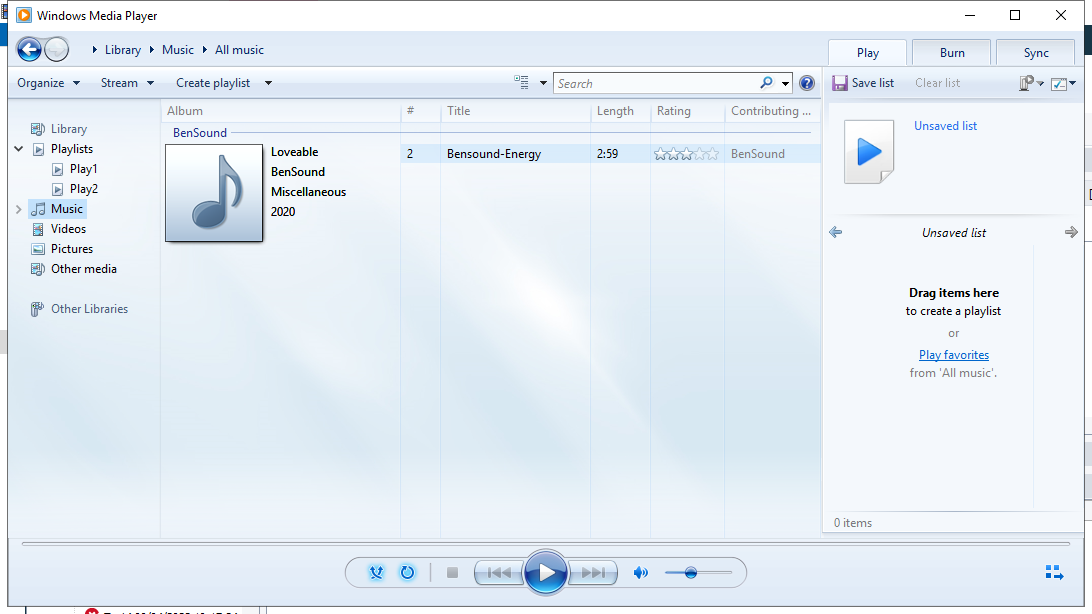 Windows Media Player
Library Music All music
Play Burn Sync
Organize Stream Create playlist Search Save list Clear list
Album # Title Length Rating Contributing ...
Unsaved list
Library
Playlists
Play1
Play2
Music
Videos
Pictures
Other media
Other Libraries
BenSound
Loveable
BenSound
Miscellaneous
2020
2 Bensound-Energy 2:59 BenSound
Unsaved list
Drag items here
to create a playlist
or
Play favorites
from 'All music'.
0 items